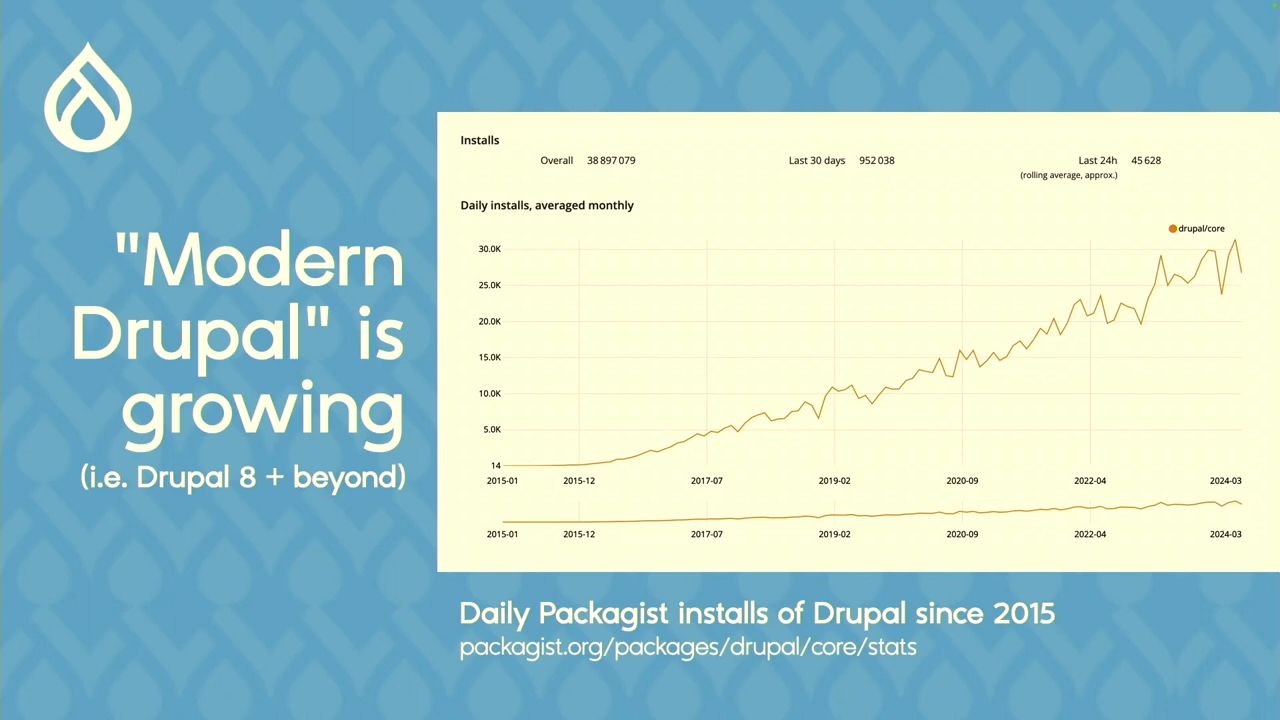 "Modern
Drupal" is
growing
(i.e. Drupal 8 + beyond)
Installs
Overall 38 897 079 Last 30 days 952 038 Last 24h 45 628
(rolling average, approx.)
Daily installs, averaged monthly
drupal/core
30.0K
25.0K
20.0K
15.0K
10.0K
5.0K
14
2015-01 2015-12 2017-07 2019-02 2020-09 2022-04 2024-03
2015-01 2015-12 2017-07 2019-02 2020-09 2022-04 2024-03
Daily Packagist installs of Drupal since 2015
packagist.org/packages/drupal/core/stats